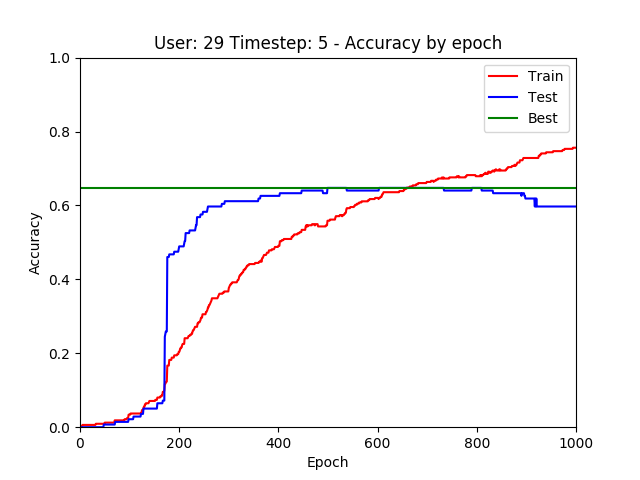 User: 29 Timestep: 5 - Accuracy by epoch
1.0
0.8
0.6
0.4
0.2
0.0
Accuracy
Train
Test
Best
0 200 400 600 800 1000
Epoch